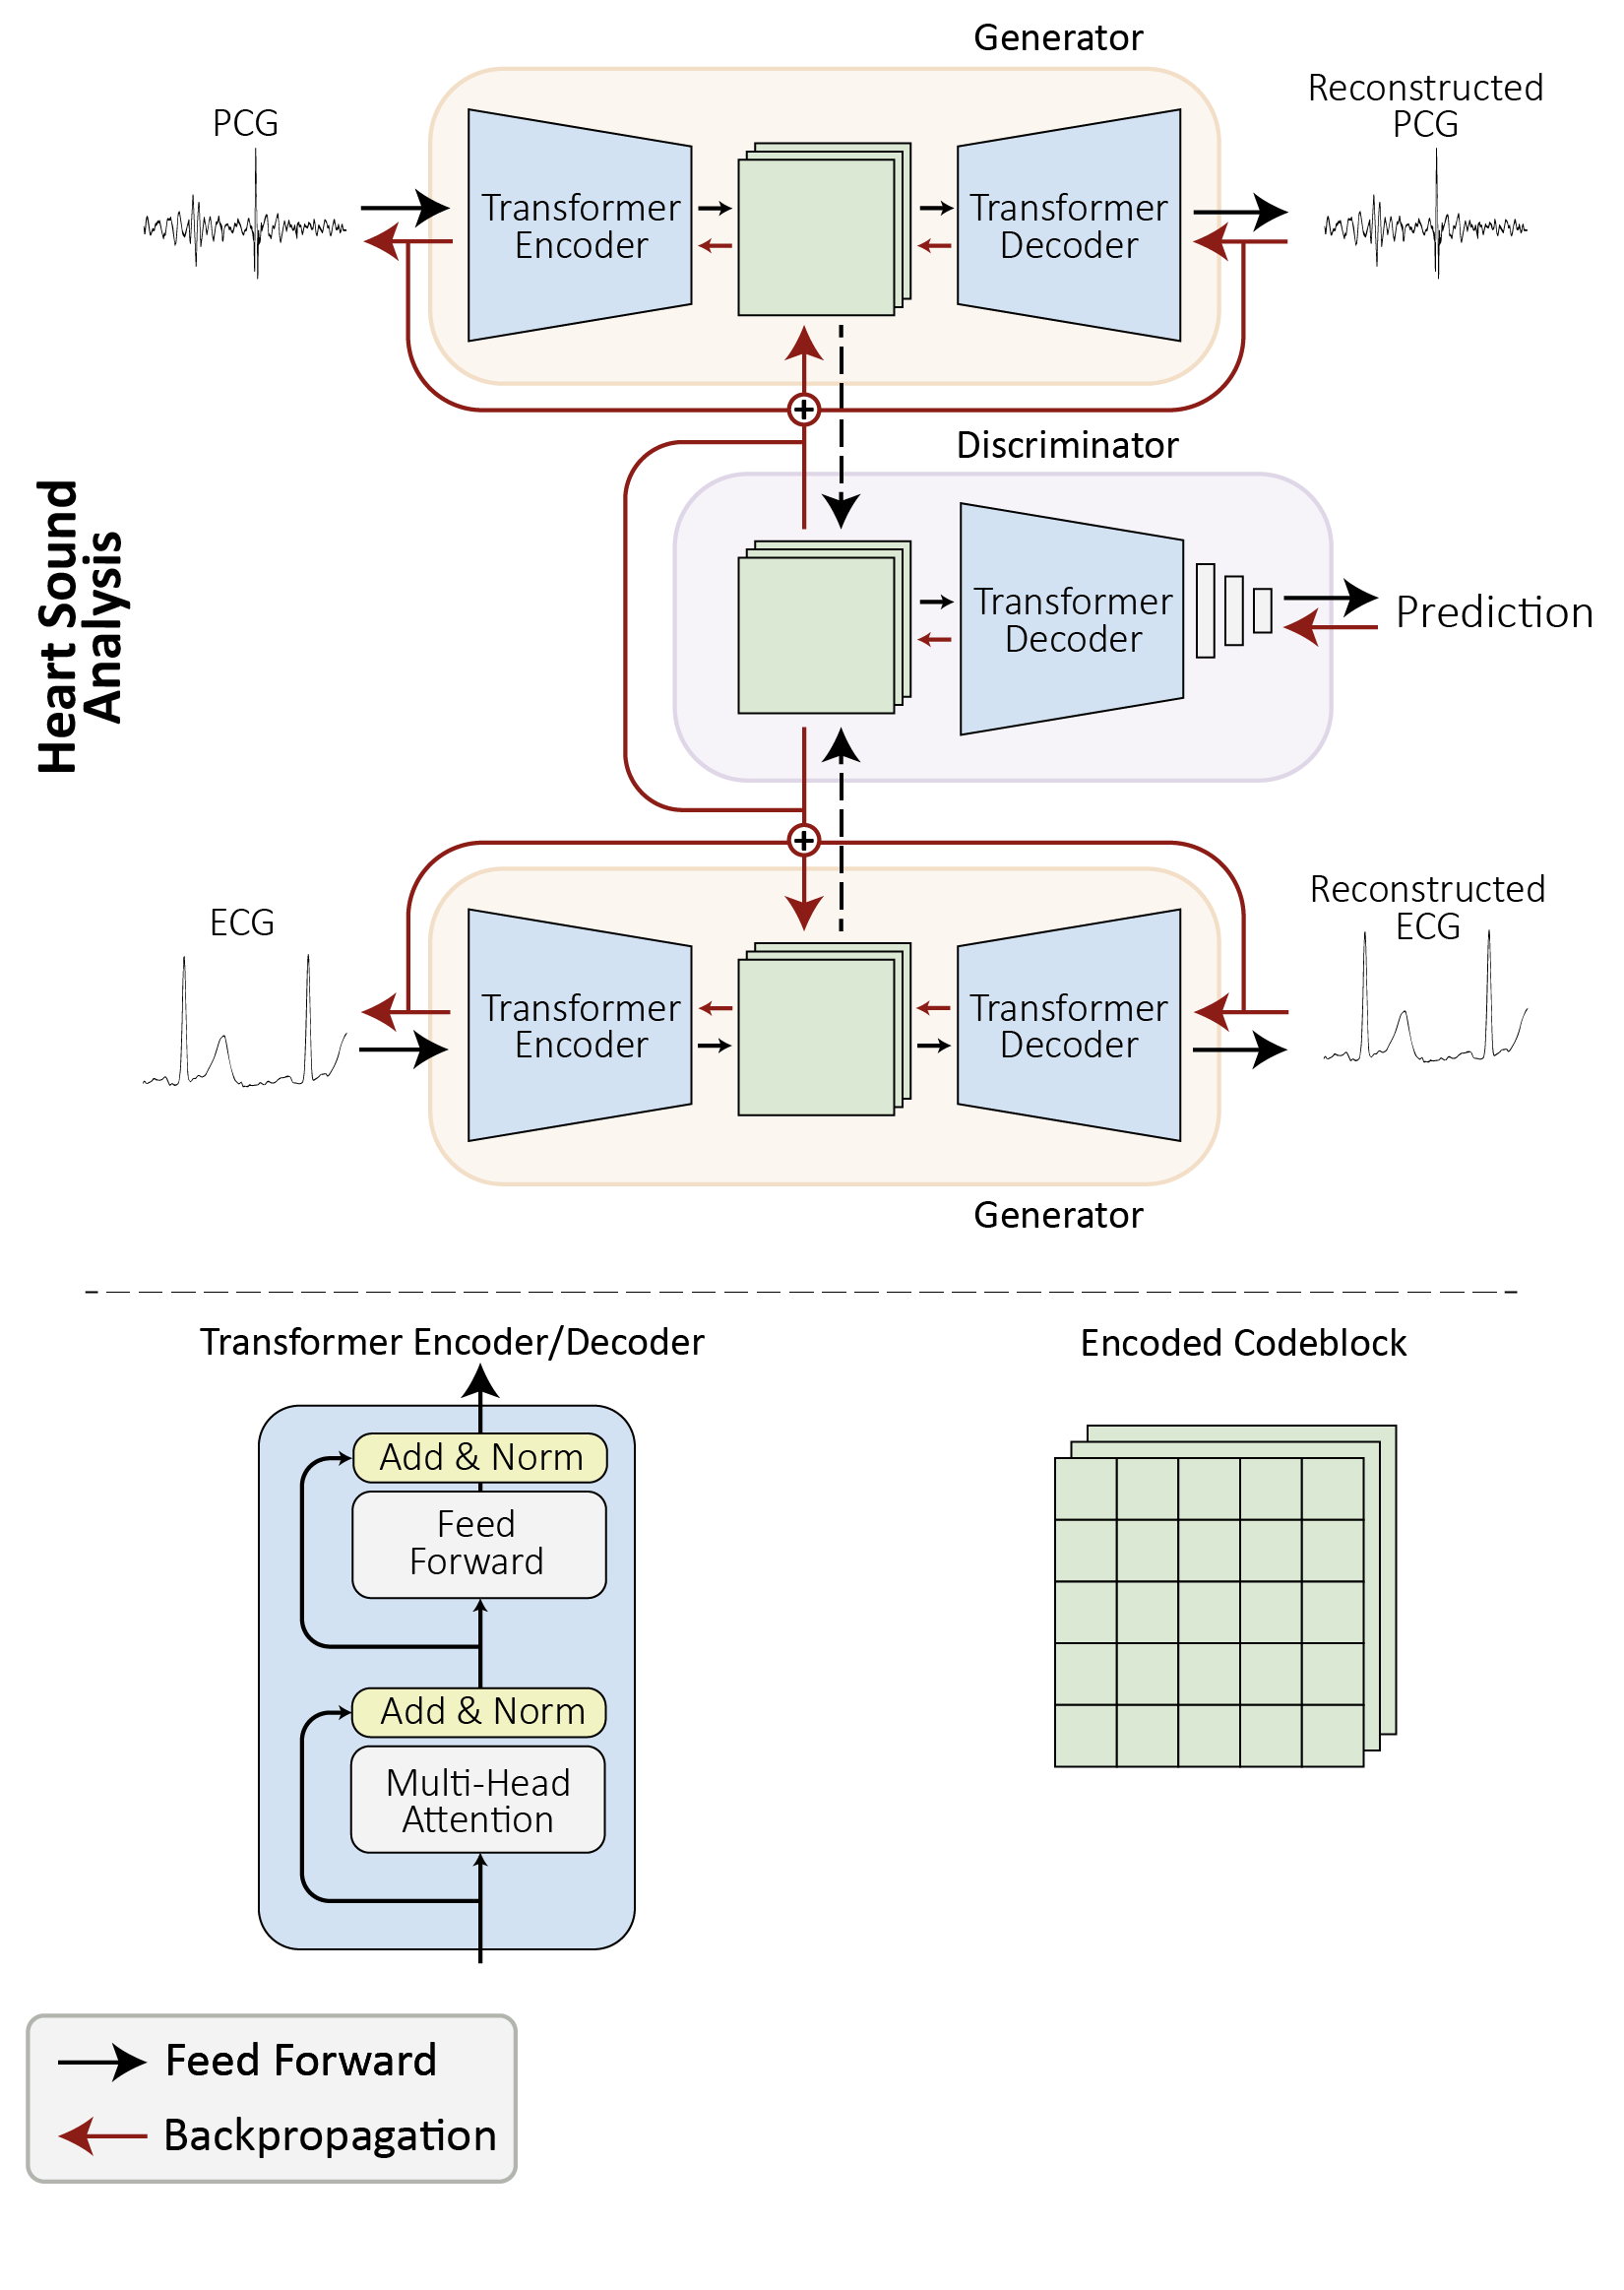 Generator
PCG
Reconstructed
PCG
Transformer
Encoder
Transformer
Decoder
+
Heart Sound
Analysis
Discriminator
Transformer
Decoder
Prediction
+
ECG
Reconstructed
ECG
Transformer
Encoder
Transformer
Decoder
Generator
Transformer Encoder/Decoder
Add & Norm
Feed
Forward
Add & Norm
Multi-Head
Attention
Encoded Codeblock
Feed Forward
Backpropagation